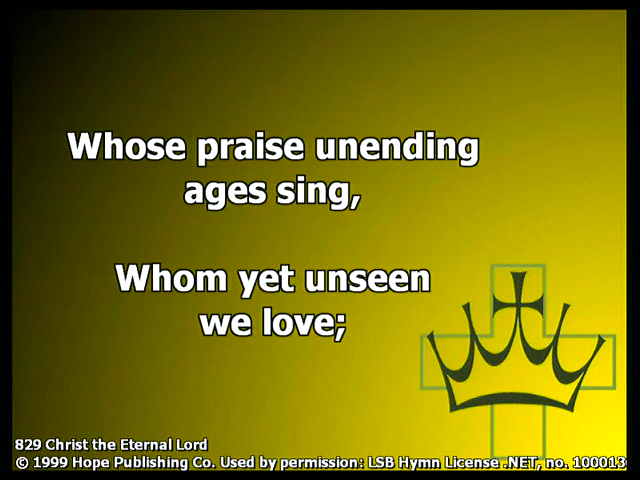 Whose praise unending
ages sing,
Whom yet unseen
we love;
829 Christ the Eternal Lord
© 1999 Hope Publishing Co. Used by permission: LSB Hymn License .NET, no. 100013